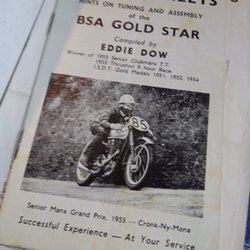 HINTS ON TUNING AND ASSEMBLY
of the
BSA GOLD STAR
Compiled by
EDDIE DOW
Winner of 1955 Senior Clubmans T.T.
1955 Thruxton 9 hour Race
I.S.D.T. Gold Medals 1951, 1952, 1954.
85
Senior Manx Grand Prix, 1955 — Cronk-Ny-Mona
Successful Experience — At Your Service